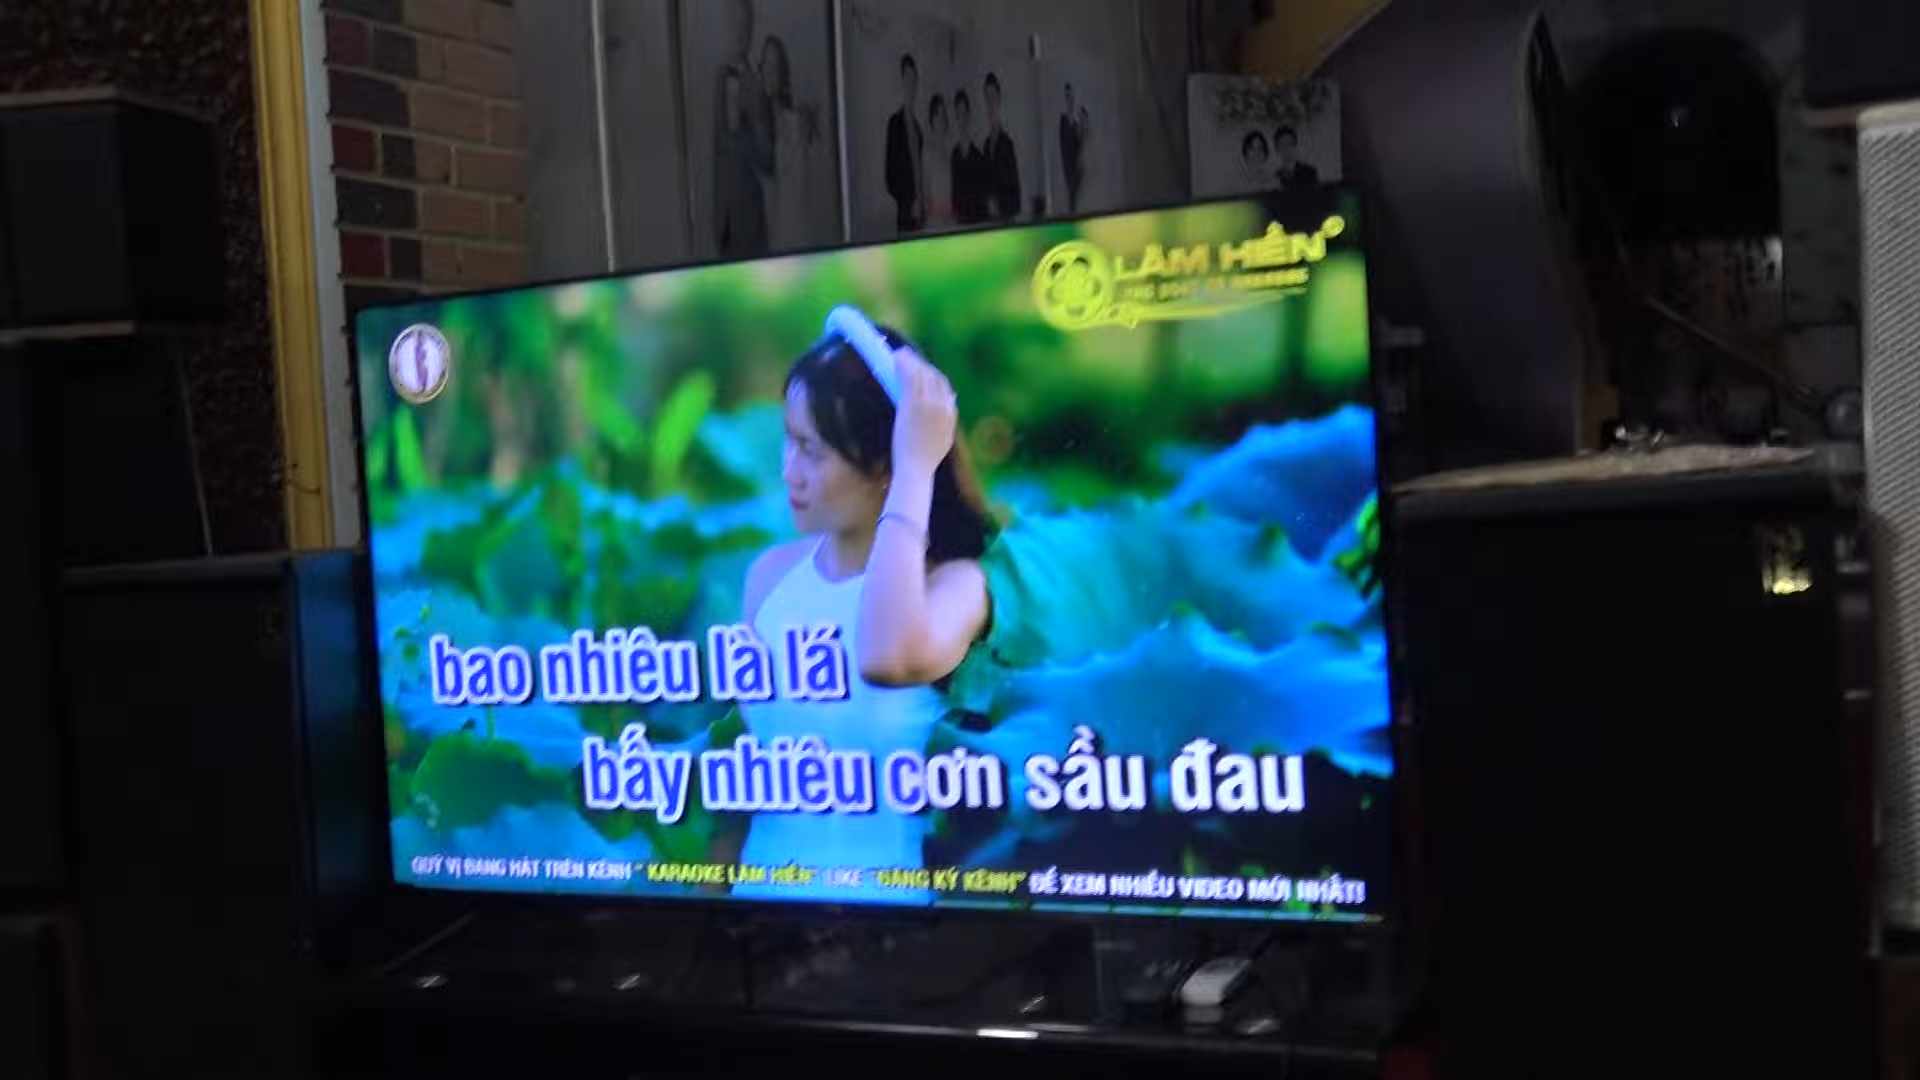 LÂM HIỀN
bao nhiêu là lá
bấy nhiêu cơn sầu đau
QUÝ VỊ ĐANG HÁT TRÊN KÊNH " KARAOKE LÂM HIỀN" LIKE "ĐĂNG KÝ KÊNH" ĐỂ XEM NHIỀU VIDEO MỚI NHẤT!